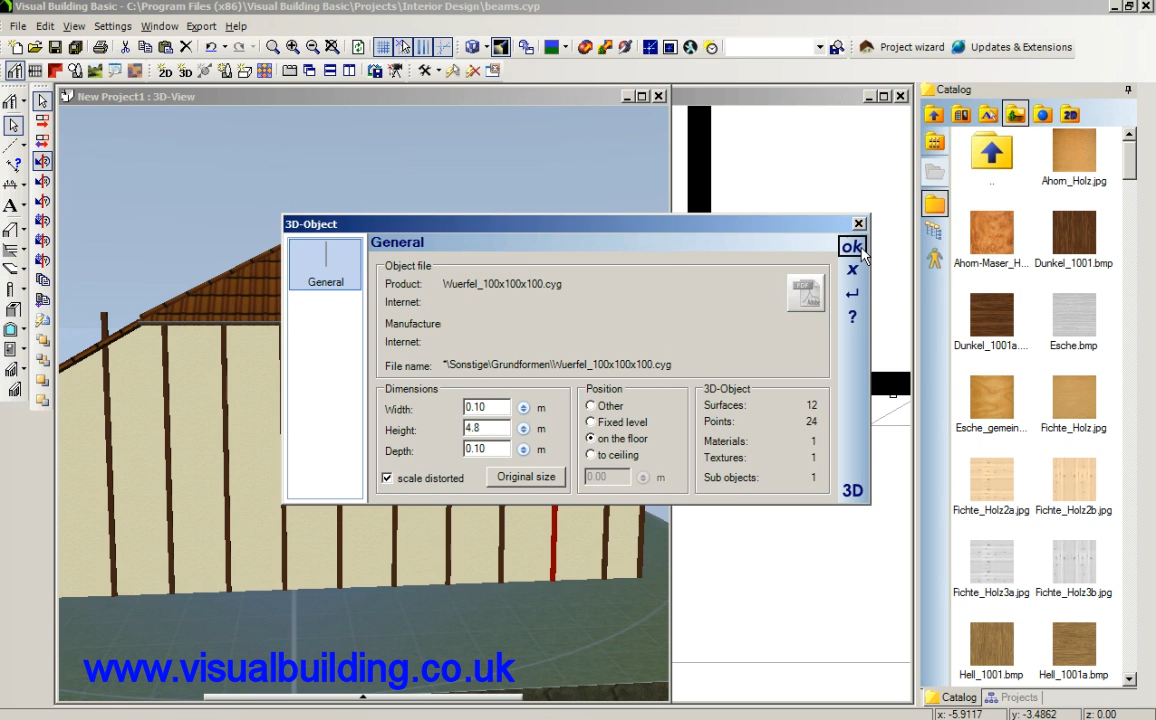 Visual Building Basic - C:\Program Files (x86)\Visual Building Basic\Projects\Interior Design\beams.cyp
File Edit View Settings Window Export Help
Project wizard Updates & Extensions
2D 3D
New Project1 : 3D-View
Catalog
2D
..
Ahorn_Holz.jpg
Ahorn-Maser_H... Dunkel_1001.bmp
Dunkel_1001a.... Esche.bmp
Esche_gemein... Fichte_Holz.jpg
Fichte_Holz2a.jpg Fichte_Holz2b.jpg
Fichte_Holz3a.jpg Fichte_Holz3b.jpg
Hell_1001.bmp Hell_1001a.bmp
Catalog Projects
3D-Object
General
General
ok
x
?
3D
Object file
Product: Wuerfel_100x100x100.cyg
Internet:
Manufacture
Internet:
File name: "\Sonstige\Grundformen\\Wuerfel_100x100x100.cyg
PDF
Adobe
Dimensions
Width: 0.10 m
Height: 4.8 m
Depth: 0.10 m
scale distorted Original size
Position
Other
Fixed level
on the floor
to ceiling
0.00 m
3D-Object
Surfaces: 12
Points: 24
Materials: 1
Textures: 1
Sub objects: 1
www.visualbuilding.co.uk
x: -5.9117 y: -3.4862 z: 0.00